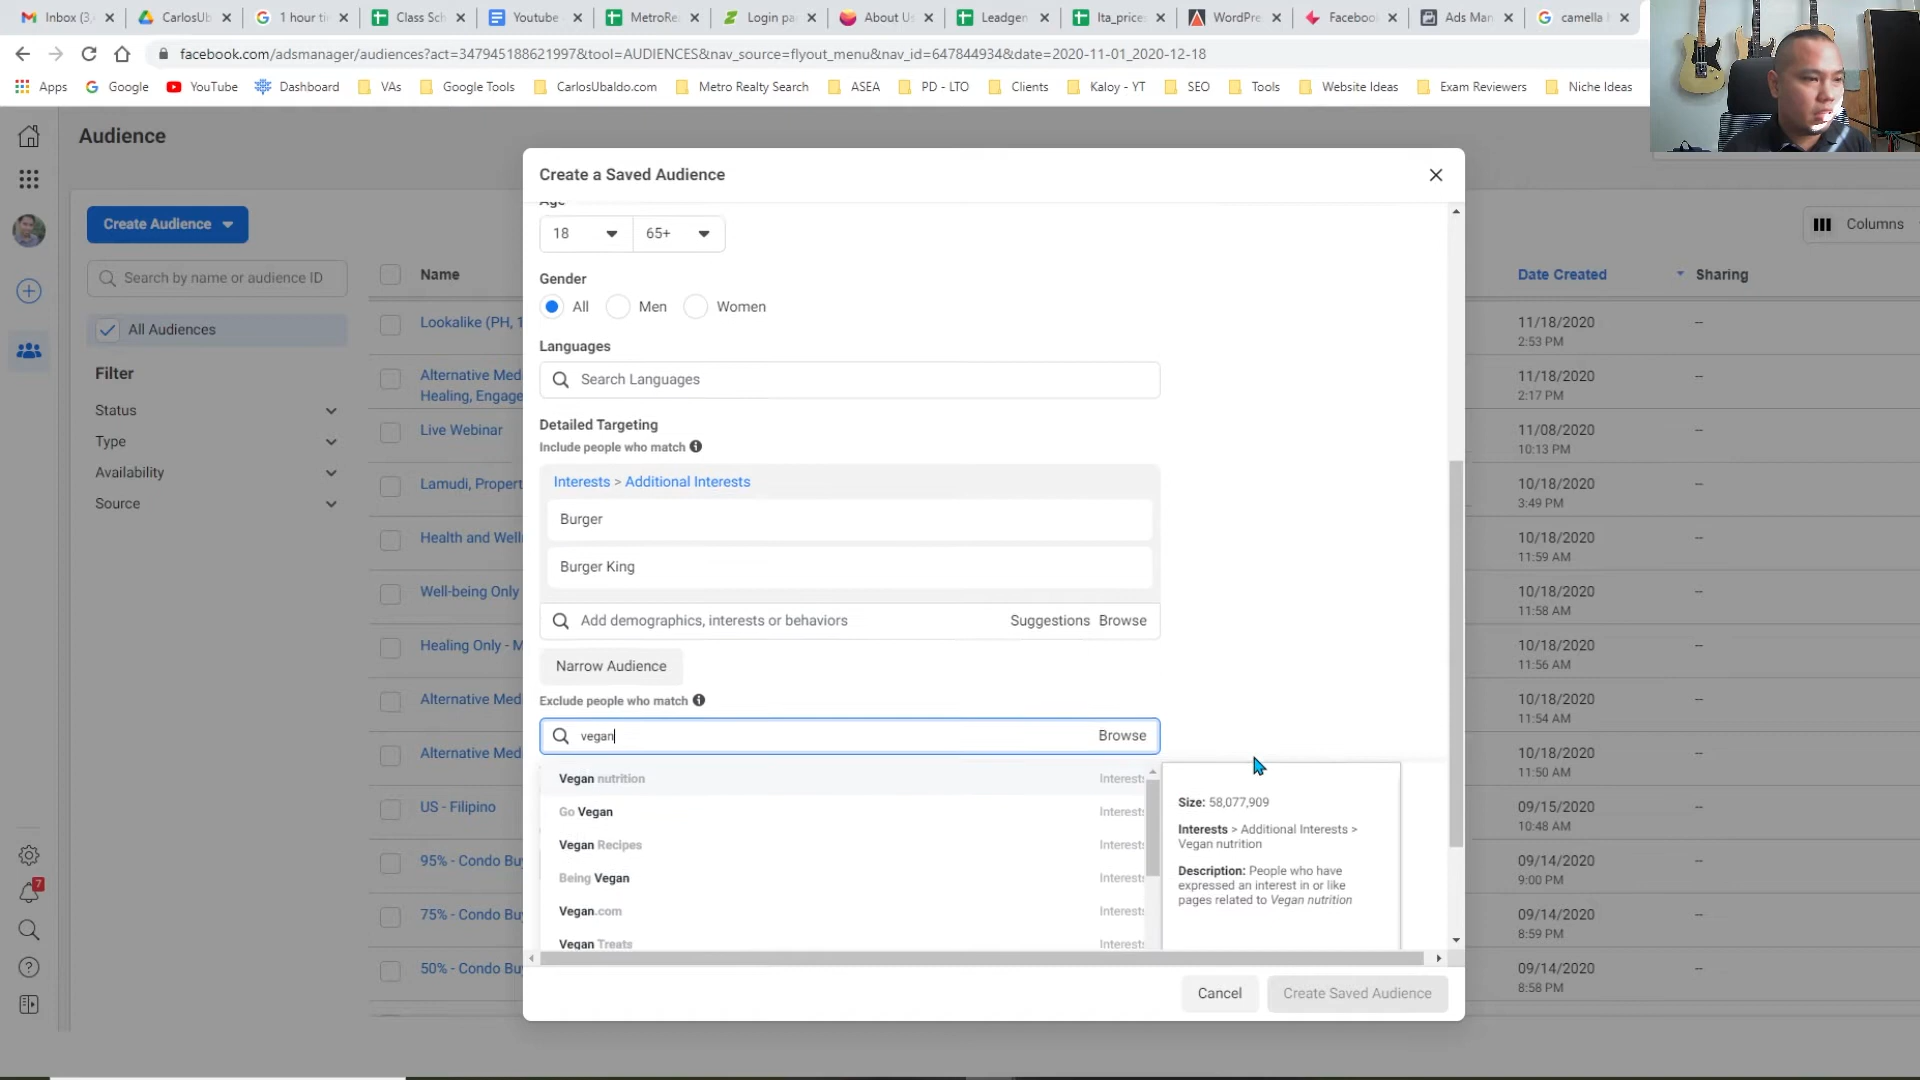 Inbox (3,
CarlosUb
1 hour ti
Class Sch
Youtube
MetroRe
Login pa
About Us
Leadgen
lta_price
WordPre
Faceboo
Ads Man
camella
facebook.com/adsmanager/audiences?act=347945188621997&tool=AUDIENCES&nav_source=flyout_menu&nav_id=647844934&date=2020-11-01_2020-12-18
Apps
Google
YouTube
Dashboard
VAs
Google Tools
CarlosUbaldo.com
Metro Realty Search
ASEA
PD - LTO
Clients
Kaloy - YT
SEO
Tools
Website Ideas
Exam Reviewers
Niche Ideas
Audience
Create Audience
Search by name or audience ID
All Audiences
Filter
Status
Type
Availability
Source
7
Name
Lookalike (PH, 1
Alternative Med
Healing, Engage
Live Webinar
Lamudi, Propert
Health and Well
Well-being Only
Healing Only - M
Alternative Med
Alternative Med
US - Filipino
95% - Condo Buy
75% - Condo Buy
50% - Condo Buy
Create a Saved Audience
Age
18
65+
Gender
All
Men
Women
Languages
Search Languages
Detailed Targeting
Include people who match
Interests > Additional Interests
Burger
Burger King
Add demographics, interests or behaviors
Suggestions
Browse
Narrow Audience
Exclude people who match
vegan
Browse
Vegan nutrition
Interests
Go Vegan
Interests
Vegan Recipes
Interests
Being Vegan
Interests
Vegan.com
Interests
Vegan Treats
Interests
Size: 58,077,909
Interests > Additional Interests >
Vegan nutrition
Description: People who have
expressed an interest in or like
pages related to Vegan nutrition
Cancel
Create Saved Audience
Columns
Date Created
Sharing
11/18/2020
2:53 PM
--
11/18/2020
2:17 PM
--
11/08/2020
10:13 PM
--
10/18/2020
3:49 PM
--
10/18/2020
11:59 AM
--
10/18/2020
11:58 AM
--
10/18/2020
11:56 AM
--
10/18/2020
11:54 AM
--
10/18/2020
11:50 AM
--
09/15/2020
10:48 AM
--
09/14/2020
9:00 PM
--
09/14/2020
8:59 PM
--
09/14/2020
8:58 PM
--